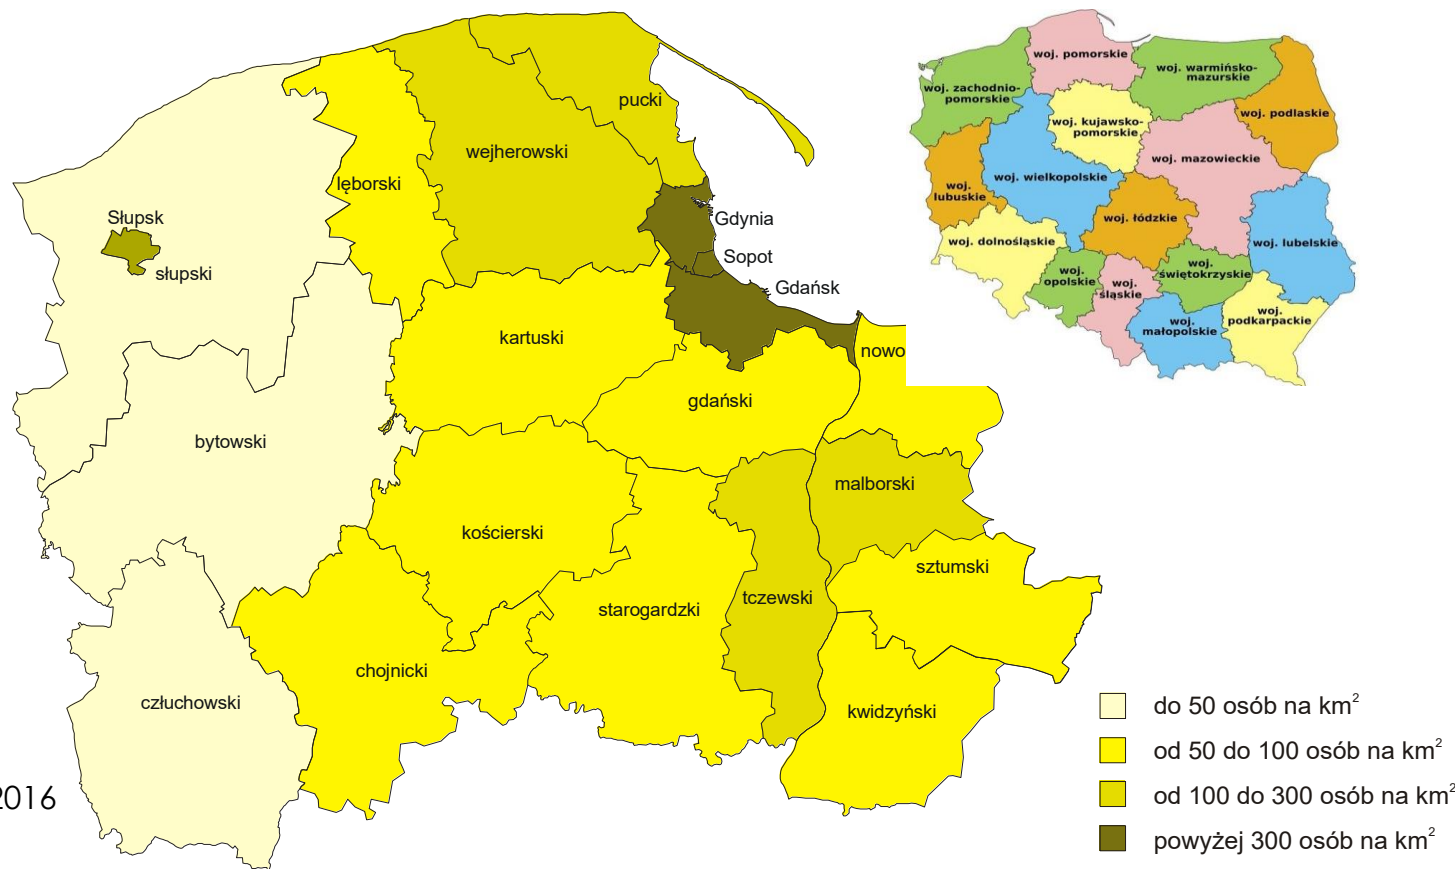 pucki
wejherowski
lęborski
Słupsk
słupski
Gdynia
Sopot
Gdańsk
kartuski
nowo
gdański
bytowski
malborski
kościerski
sztumski
tczewski
starogardzki
chojnicki
człuchowski
kwidzyński
2016
woj. pomorskie
woj. warmińsko-
mazurskie
woj. zachodnio-
pomorskie
woj. podlaskie
woj. kujawsko-
pomorskie
woj. mazowieckie
woj. wielkopolskie
woj.
lubuskie
woj. łódzkie
woj. dolnośląskie
woj. lubelskie
woj.
opolskie
woj.
śląskie
woj.
świętokrzyskie
woj.
małopolskie
woj.
podkarpackie
do 50 osób na km²
od 50 do 100 osób na km²
od 100 do 300 osób na km²
powyżej 300 osób na km²